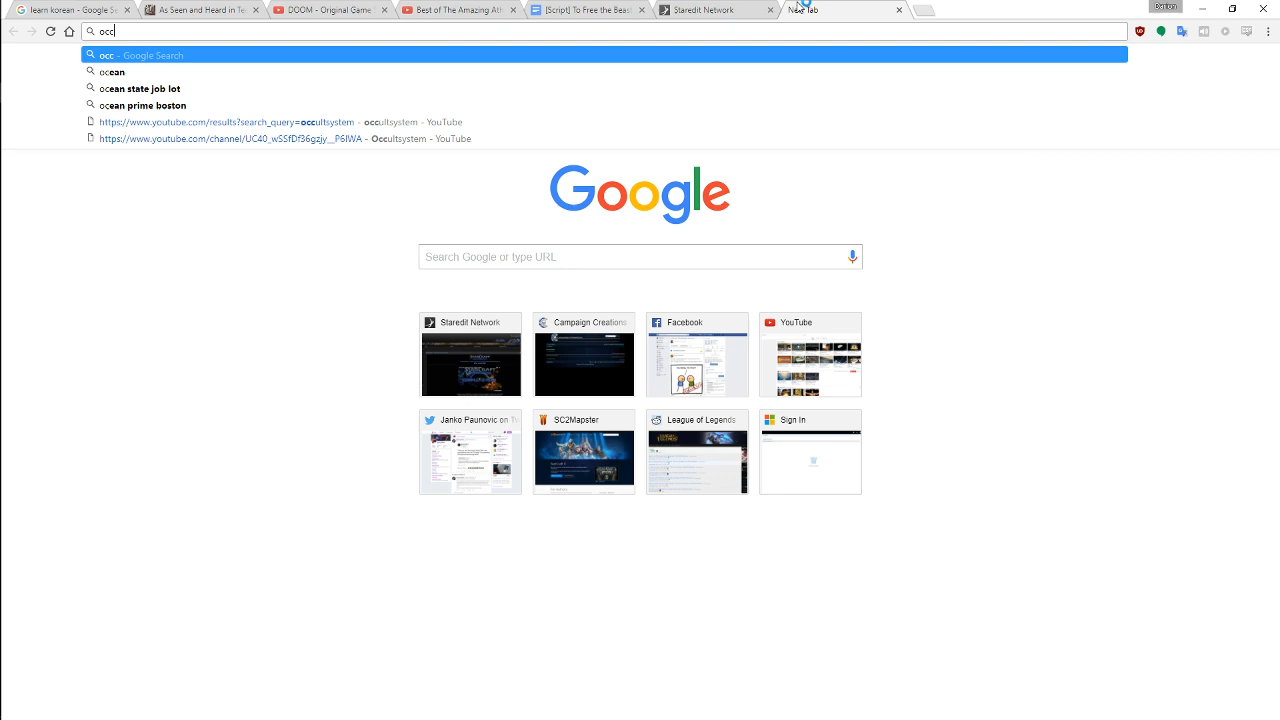 learn korean - Google Se
As Seen and Heard in Te
DOOM - Original Game
Best of The Amazing Ath
[Script] To Free the Beas
Staredit Network
New Tab
occ
occ - Google Search
ocean
ocean state job lot
ocean prime boston
https://www.youtube.com/results?search_query=occultsystem - occultsystem - YouTube
https://www.youtube.com/channel/UC40_wSSfDf36gzjy__P6IWA - Occultsystem - YouTube
Google
Search Google or type URL
Staredit Network
Campaign Creations
Facebook
YouTube
Janko Paunovic on Tw
SC2Mapster
League of Legends
Sign In